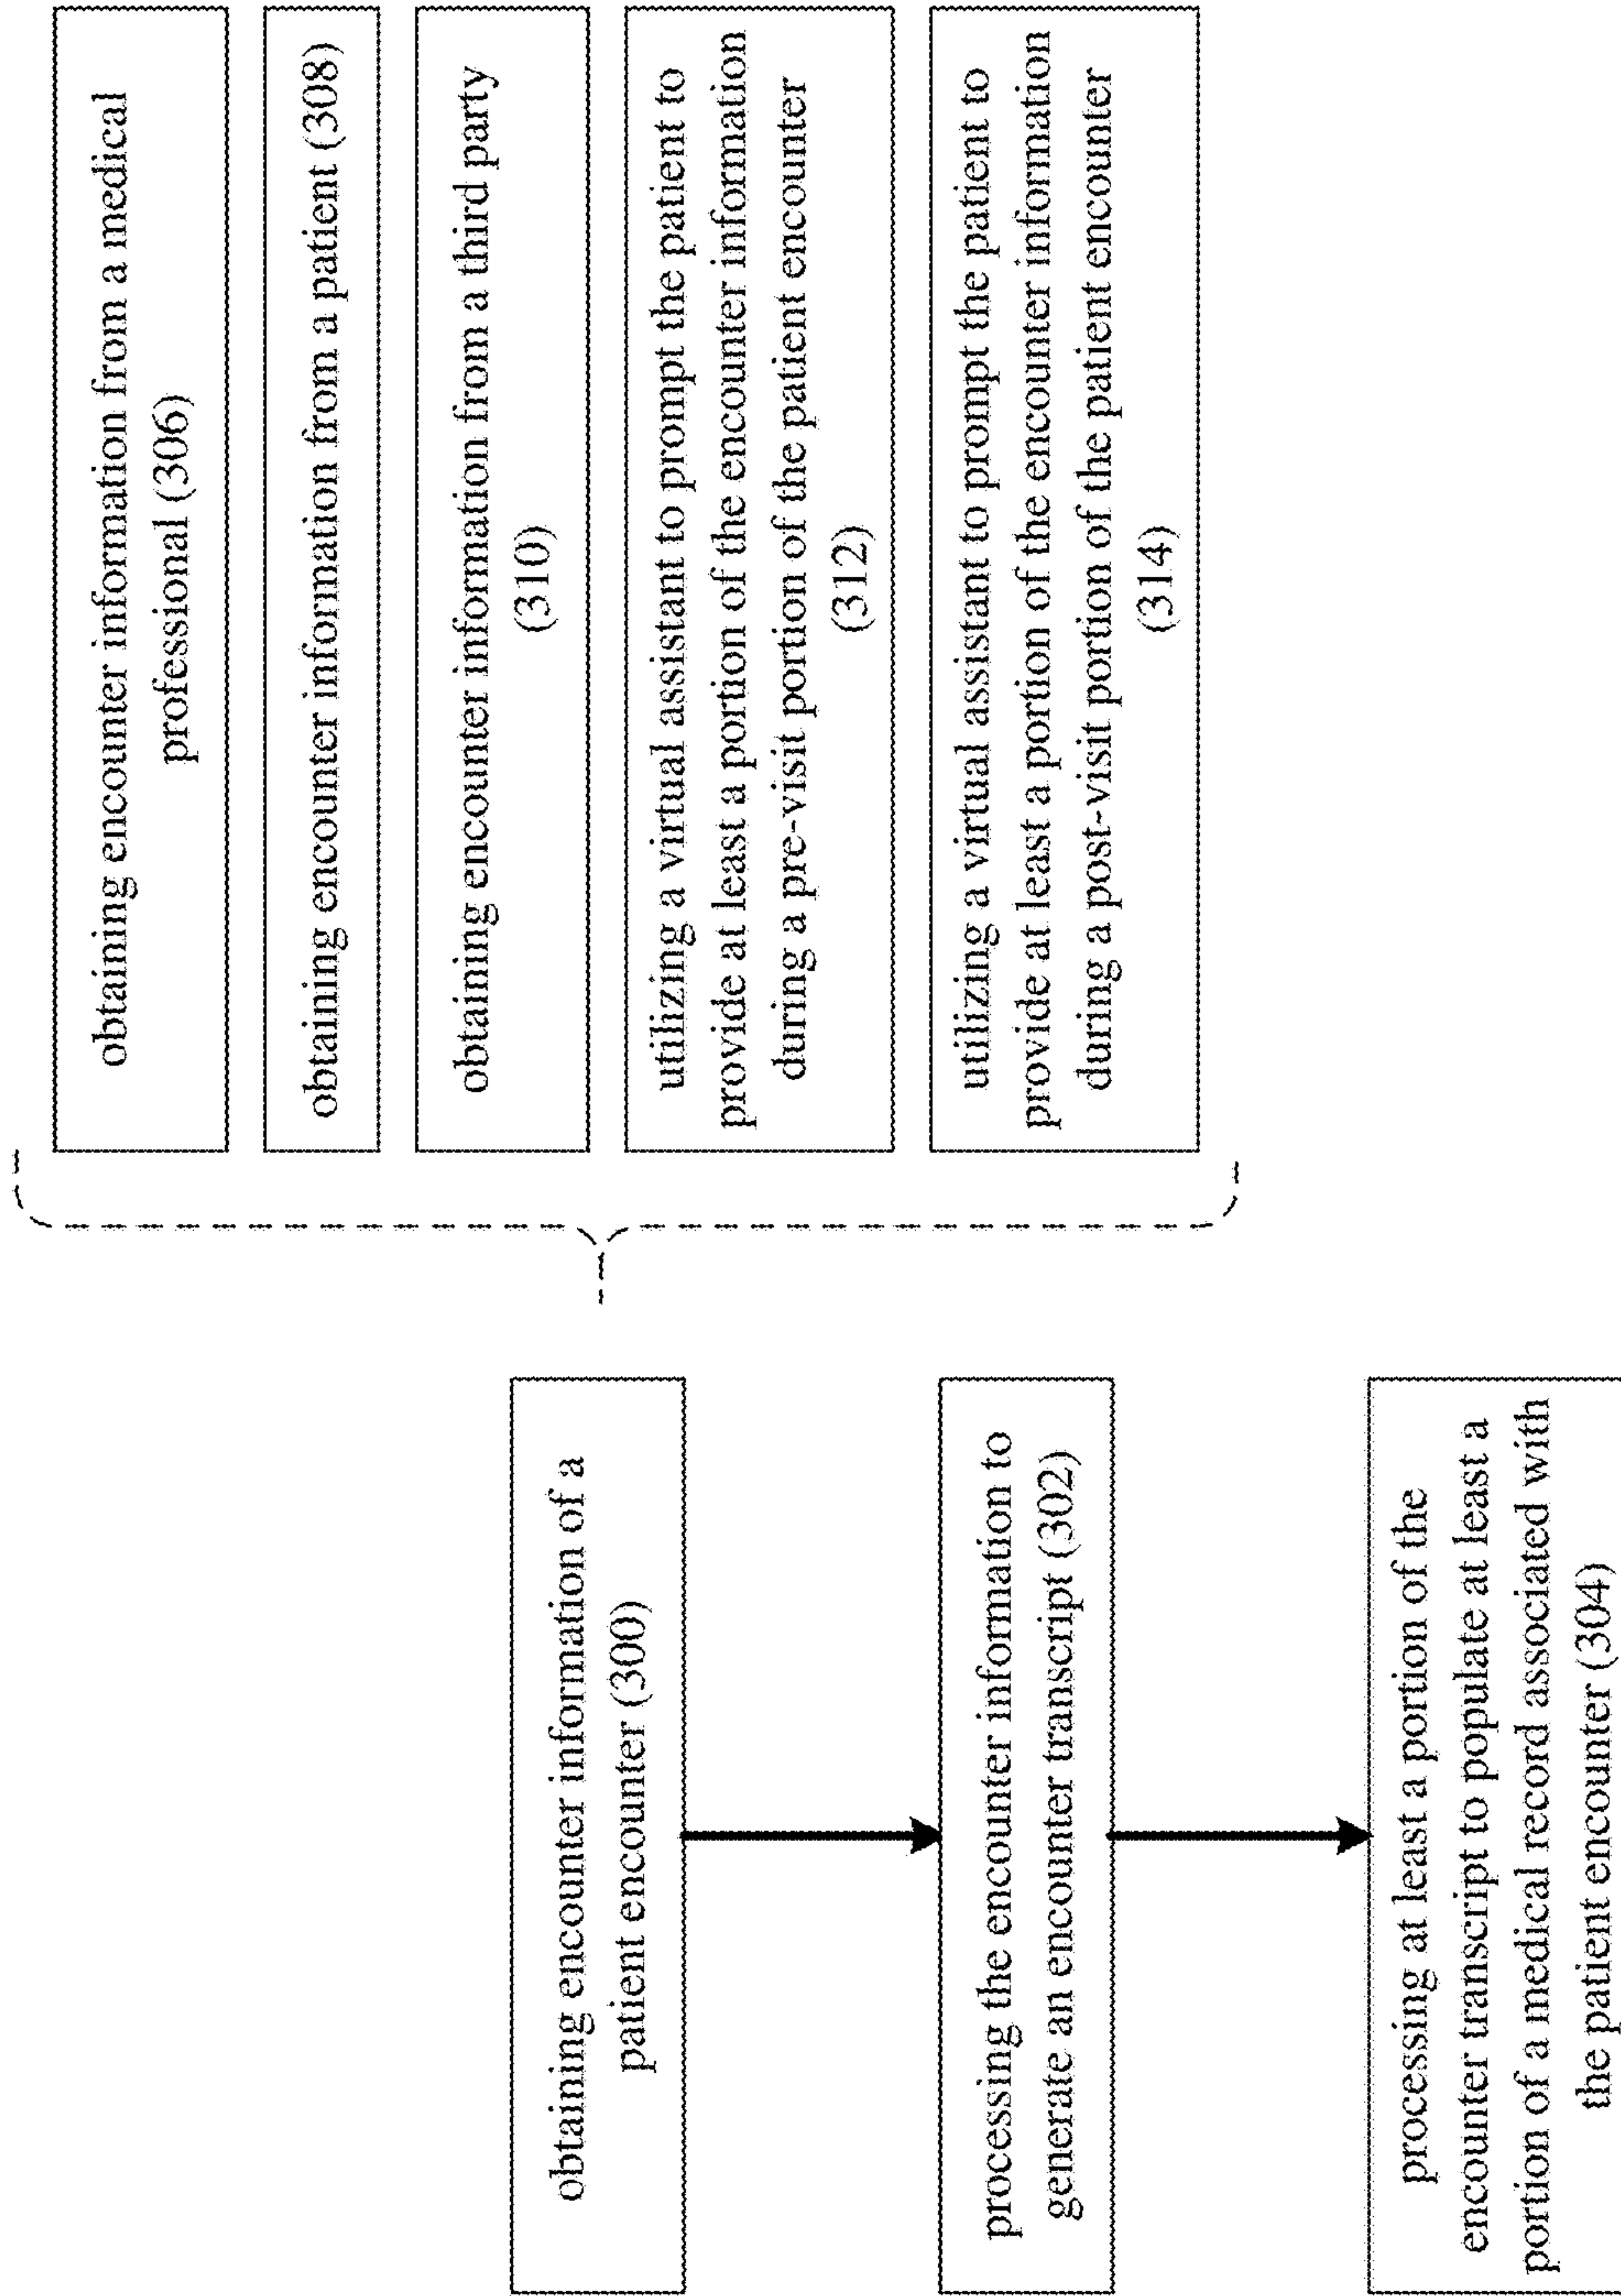 obtaining encounter information of a
patient encounter (300)
processing the encounter information to
generate an encounter transcript (302)
processing at least a portion of the
encounter transcript to populate at least a
portion of a medical record associated with
the patient encounter (304)
obtaining encounter information from a medical
professional (306)
obtaining encounter information from a patient (308)
obtaining encounter information from a third party
(310)
utilizing a virtual assistant to prompt the patient to
provide at least a portion of the encounter information
during a pre-visit portion of the patient encounter
(312)
utilizing a virtual assistant to prompt the patient to
provide at least a portion of the encounter information
during a post-visit portion of the patient encounter
(314)